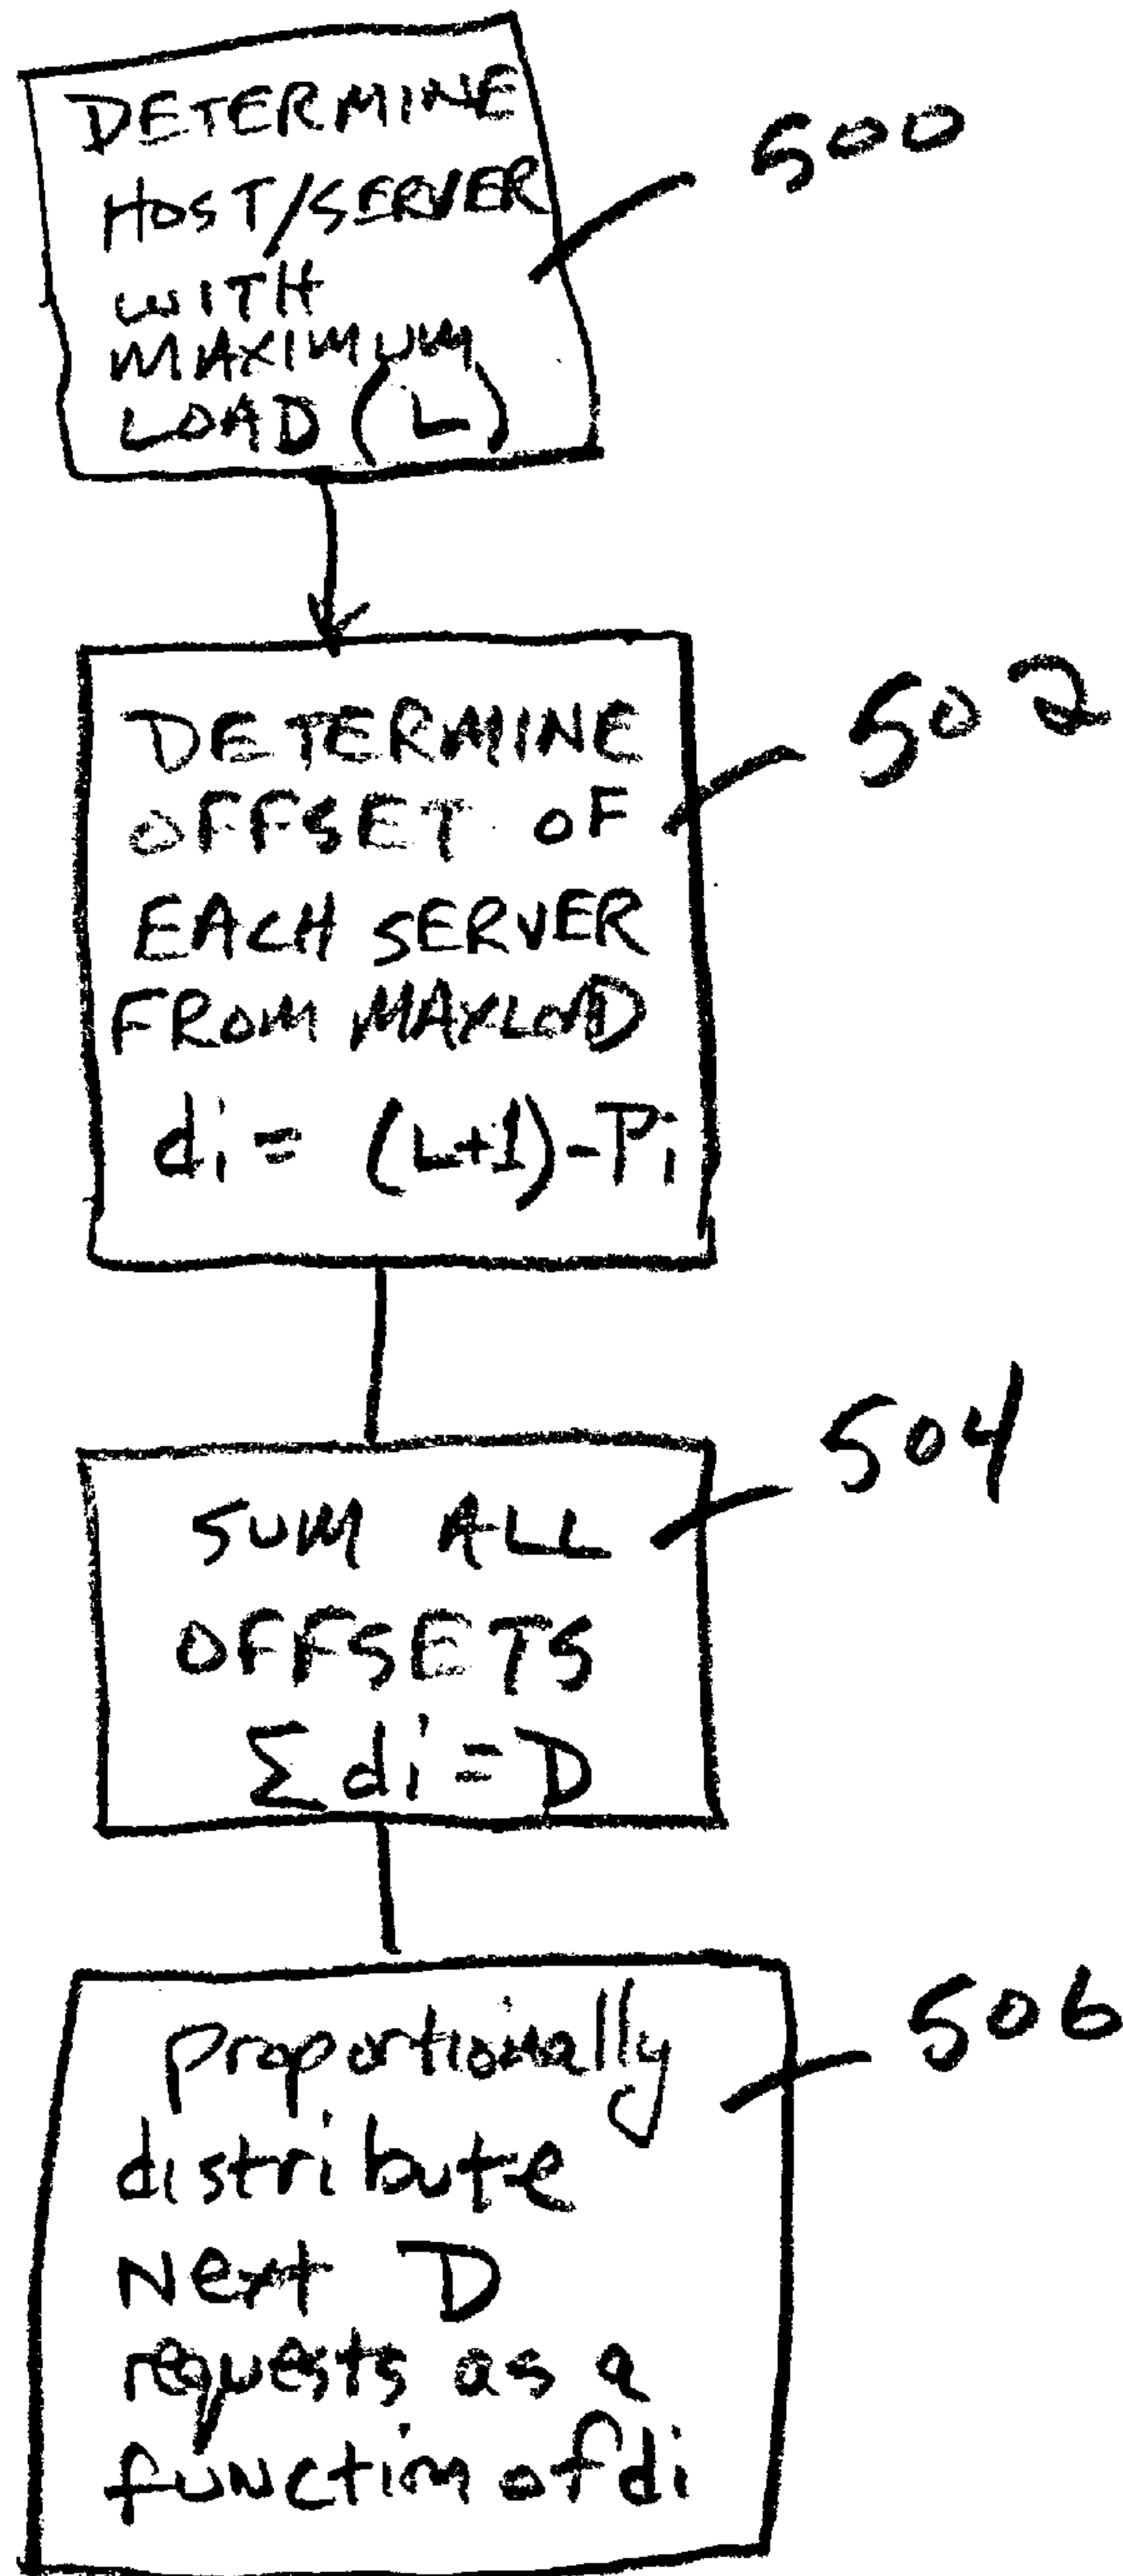 DETERMINE
HOST/SERVER
WITH
MAXIMUM
LOAD (L)
500
DETERMINE
OFFSET OF
EACH SERVER
FROM MAXLOAD
di = (L+1)-Pi
502
SUM ALL
OFFSETS
Σdi = D
504
proportionally
distribute
Next D
requests as a
function of di
506